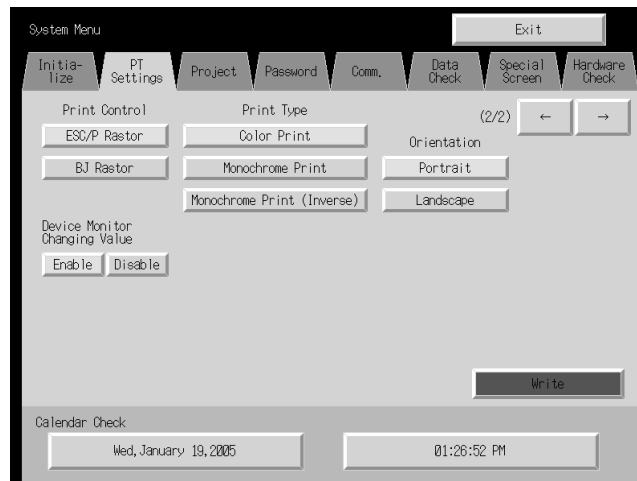 System Menu
Exit
Initia-
lize
PT
Settings
Project
Password
Comm.
Data
Check
Special
Screen
Hardware
Check
Print Control
Print Type
(2/2)
←
→
ESC/P Rastor
Color Print
Orientation
BJ Rastor
Monochrome Print
Portrait
Monochrome Print (Inverse)
Landscape
Device Monitor
Changing Value
Enable
Disable
Write
Calendar Check
Wed,January 19,2005
01:26:52 PM